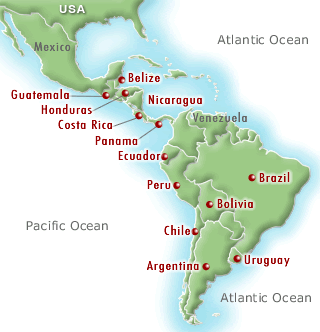 USA
Atlantic Ocean
Mexico
Belize
Guatemala
Nicaragua
Honduras
Costa Rica
Venezuela
Panama
Ecuador
Brazil
Peru
Bolivia
Pacific Ocean
Chile
Uruguay
Argentina
Atlantic Ocean